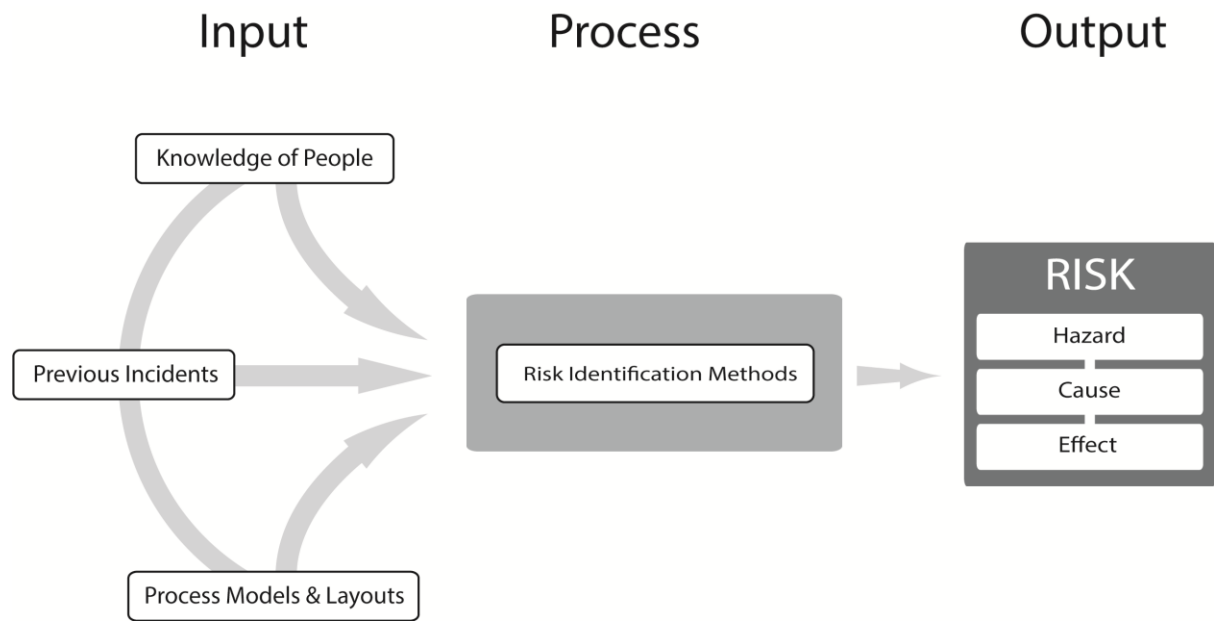 Input
Process
Output
Knowledge of People
Previous Incidents
Process Models & Layouts
Risk Identification Methods
RISK
Hazard
Cause
Effect